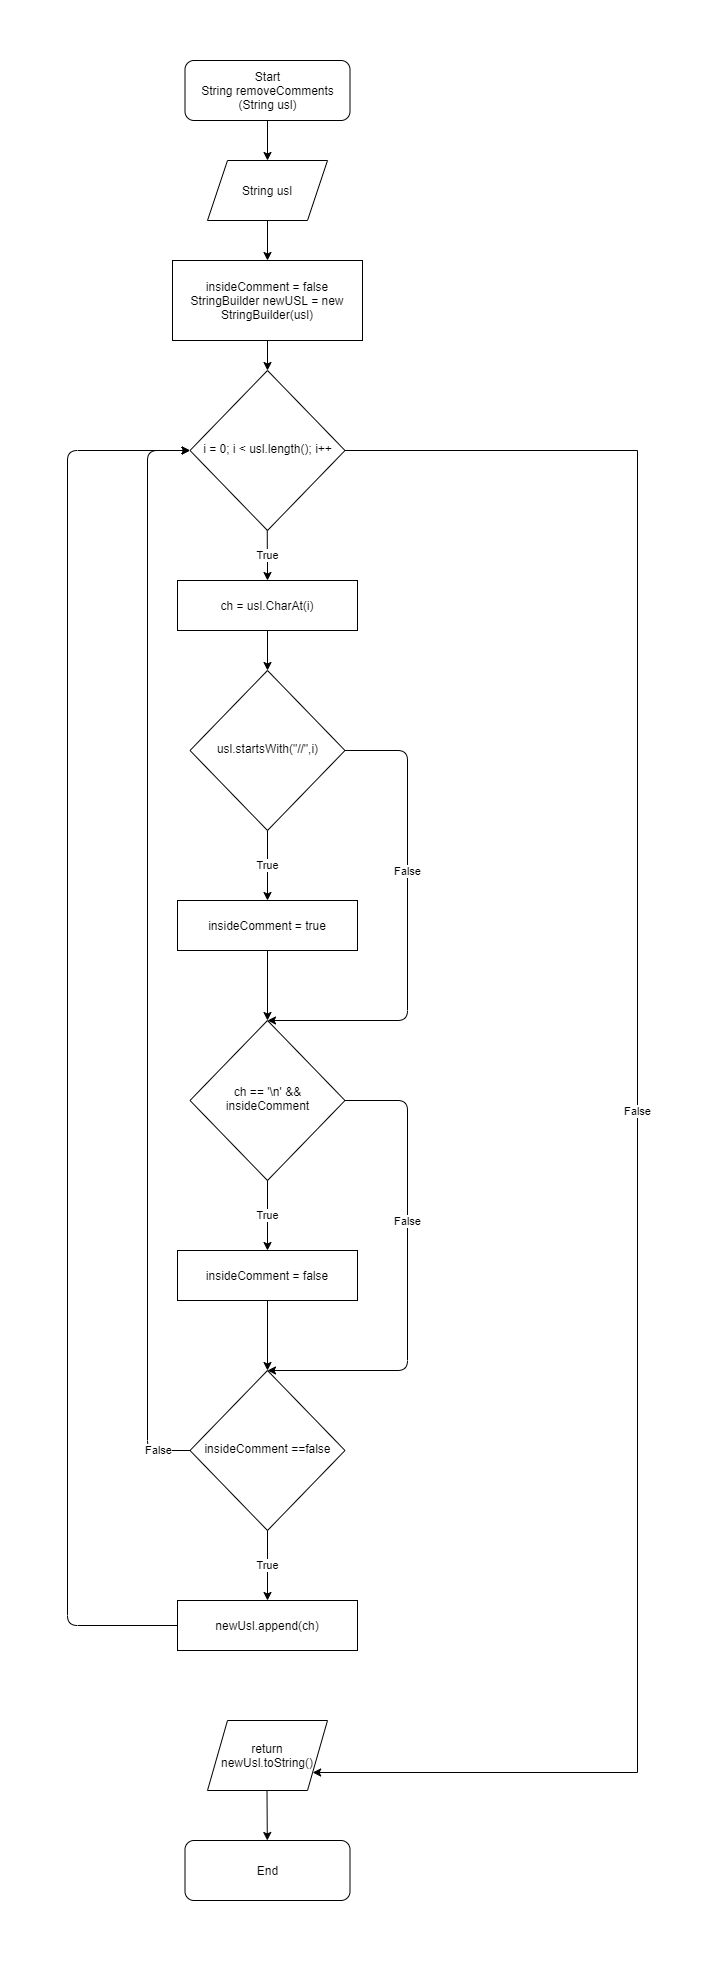 Start
String removeComments
(String usl)
String usl
insideComment = false
StringBuilder newUSL = new
StringBuilder(usl)
i = 0; i < usl.length(); i++
True
ch = usl.CharAt(i)
usl.startsWith("//",i)
True
False
insideComment = true
ch == '\n' &&
insideComment
False
True
False
insideComment = false
insideComment ==false
False
True
newUsl.append(ch)
return
newUsl.toString()
End